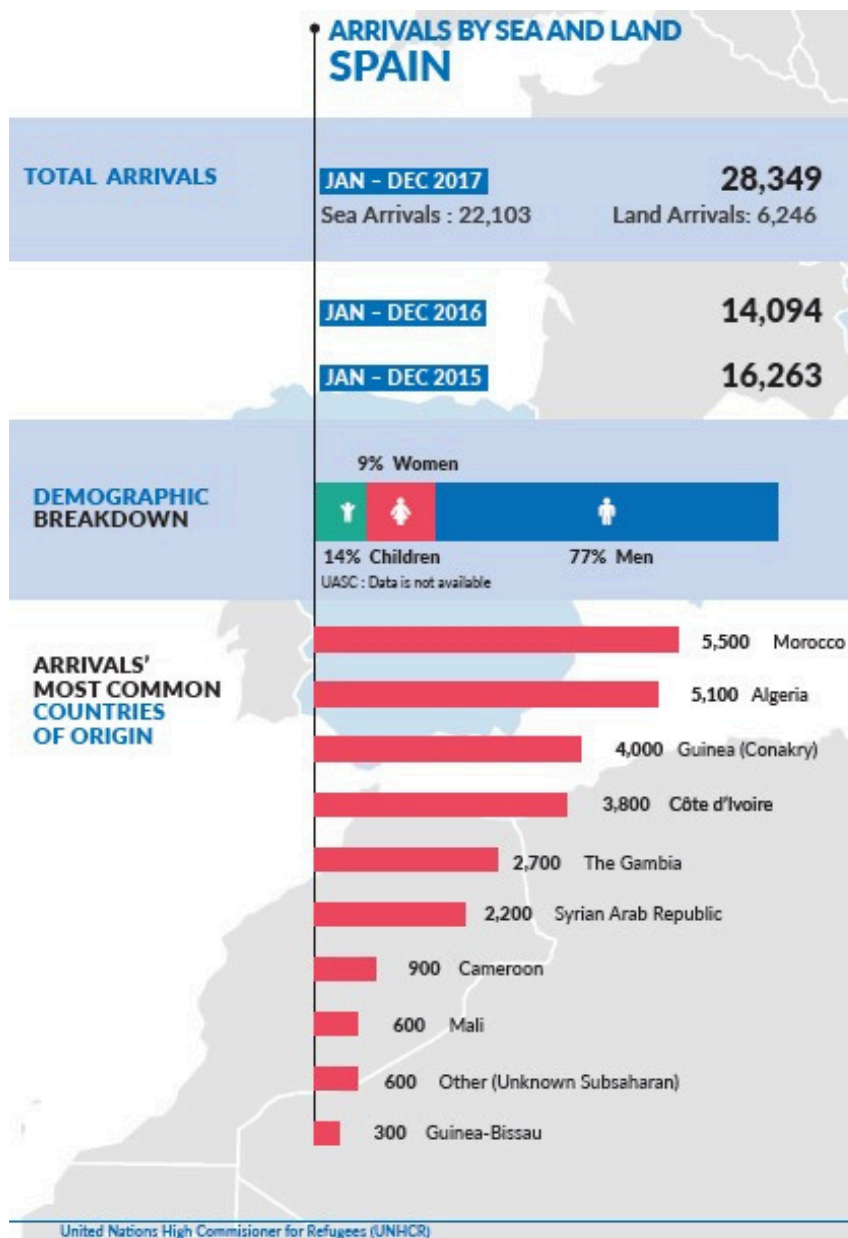 ARRIVALS BY SEA AND LAND
SPAIN
TOTAL ARRIVALS
JAN – DEC 2017 28,349
Sea Arrivals : 22,103 Land Arrivals: 6,246
JAN – DEC 2016 14,094
JAN – DEC 2015 16,263
DEMOGRAPHIC
BREAKDOWN
9% Women
14% Children 77% Men
UASC : Data is not available
ARRIVALS'
MOST COMMON
COUNTRIES
OF ORIGIN
5,500 Morocco
5,100 Algeria
4,000 Guinea (Conakry)
3,800 Côte d'Ivoire
2,700 The Gambia
2,200 Syrian Arab Republic
900 Cameroon
600 Mali
600 Other (Unknown Subsaharan)
300 Guinea-Bissau
United Nations High Commisioner for Refugees (UNHCR)